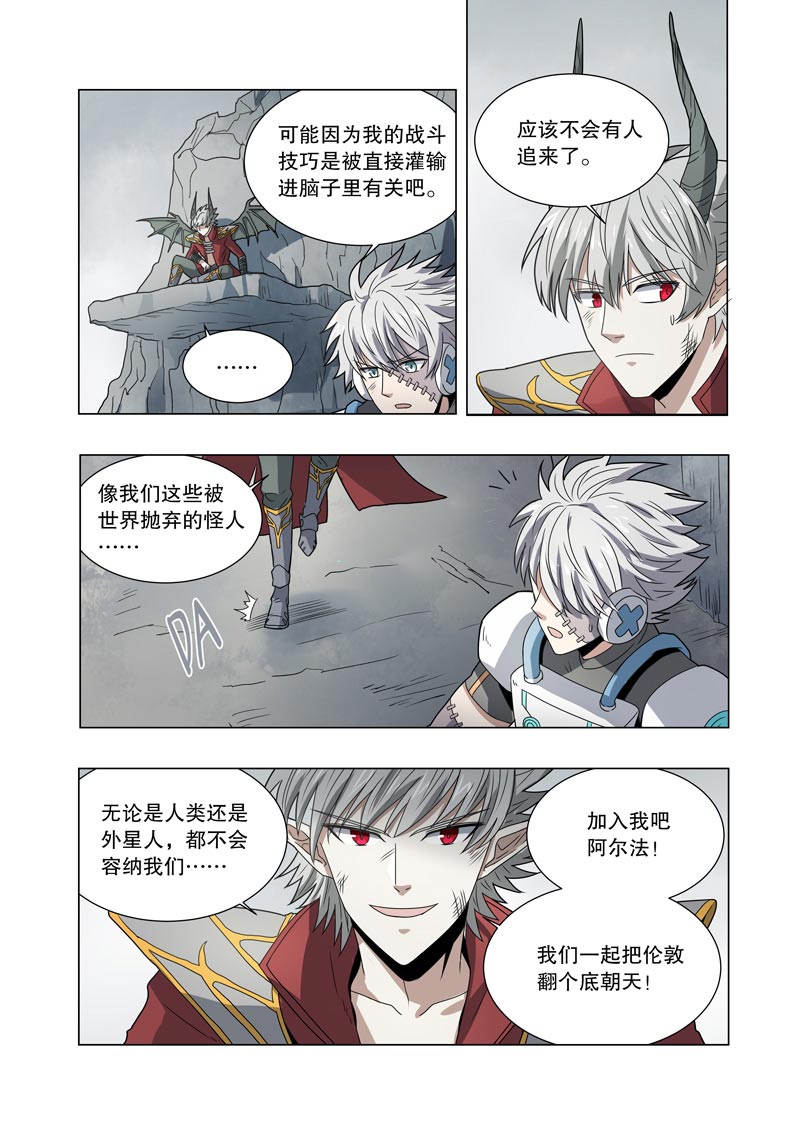 可能因为我的战斗
技巧是被直接灌输
进脑子里有关吧。
……
应该不会有人
追来了。
像我们这些被
世界抛弃的怪人
……
DA
无论是人类还是
外星人，都不会
容纳我们……
加入我吧
阿尔法！
我们一起把伦敦
翻个底朝天！